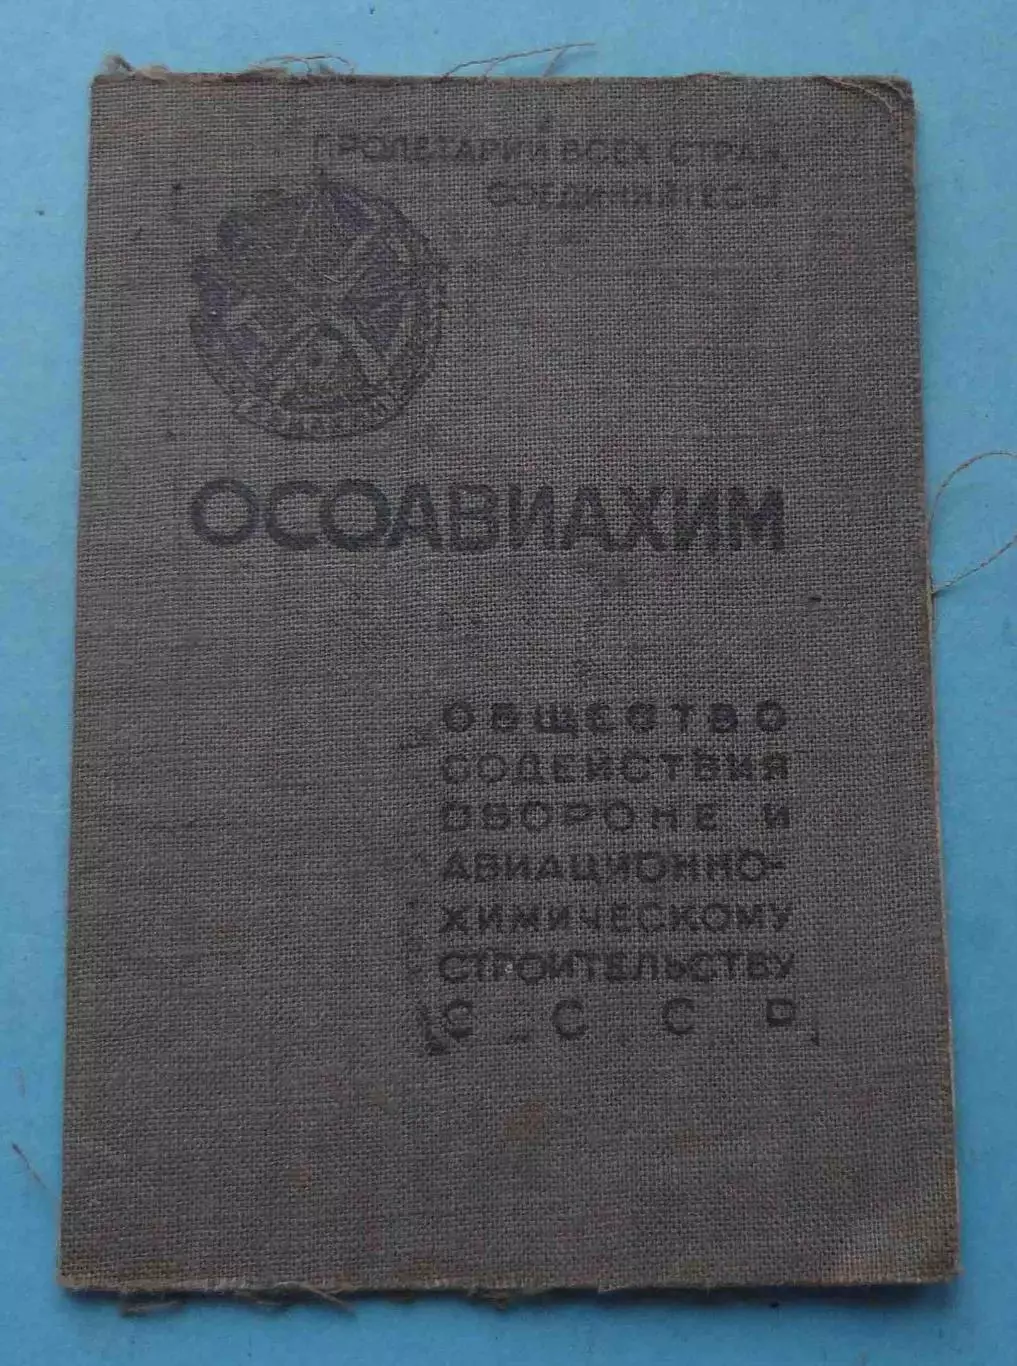 ПРОЛЕТАРИИ ВСЕХ СТРАН,
СОЕДИНЯЙТЕСЬ!
ОСОАВИАХИМ
ОБЩЕСТВО
СОДЕЙСТВИЯ
ОБОРОНЕ И
АВИАЦИОННО-
ХИМИЧЕСКОМУ
СТРОИТЕЛЬСТВУ
С С С Р